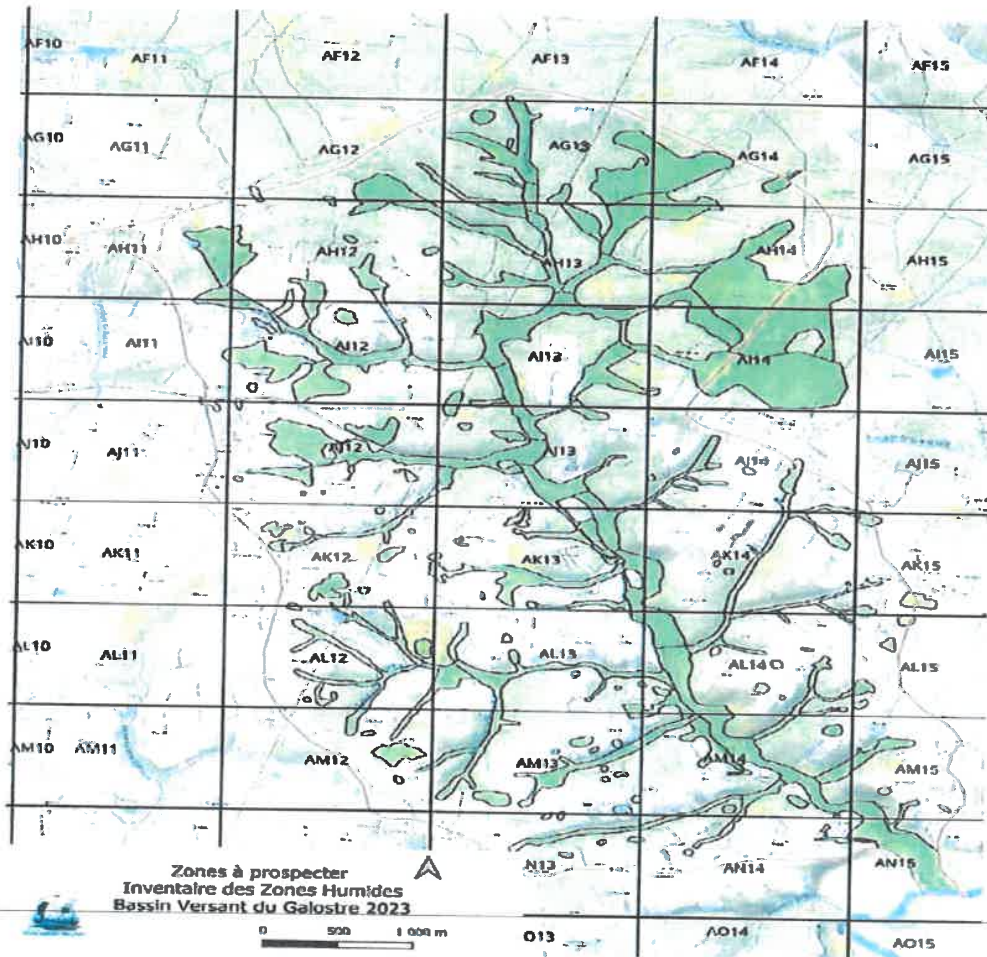 AF10 AF11 AF12 AF13 AF14 AF15
AG10 AG11 AG12 AG13 AG14 AG15
AH10 AH11 AH12 AH13 AH14 AH15
AI10 AI11 AI12 AI13 AI14 AI15
AJ10 AJ11 AJ12 AJ13 AJ14 AJ15
AK10 AK11 AK12 AK13 AK14 AK15
AL10 AL11 AL12 AL13 AL14 AL15
AM10 AM11 AM12 AM13 AM14 AM15
N13 AN14 AN15
Zones à prospecter
Inventaire des Zones Humides
Bassin Versant du Galostre 2023
0 500 1 000 m
O13 AO14 AO15